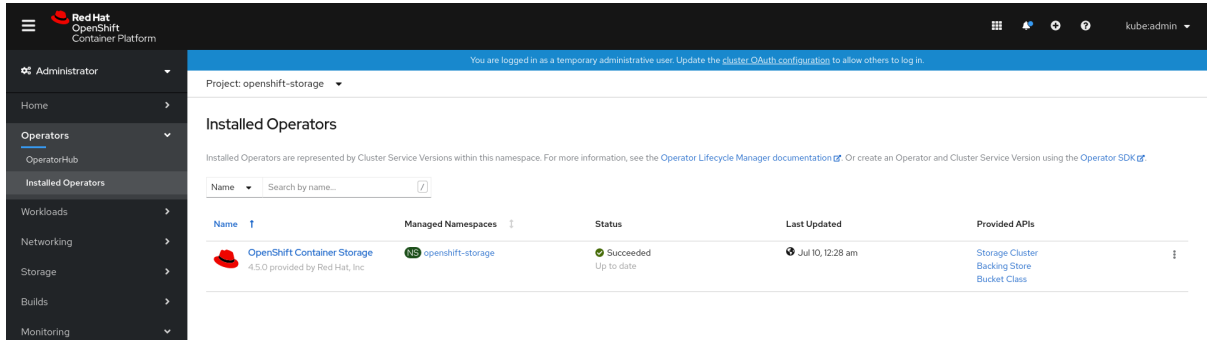 Red Hat
OpenShift
Container Platform
kube:admin
Administrator
You are logged in as a temporary administrative user. Update the cluster OAuth configuration to allow others to log in.
Project: openshift-storage
Home
Operators
OperatorHub
Installed Operators
Workloads
Networking
Storage
Builds
Monitoring
Installed Operators
Installed Operators are represented by Cluster Service Versions within this namespace. For more information, see the Operator Lifecycle Manager documentation. Or create an Operator and Cluster Service Version using the Operator SDK.
Name Search by name... /
Name Managed Namespaces Status Last Updated Provided APIs
OpenShift Container Storage NS openshift-storage Succeeded Jul 10, 12:28 am Storage Cluster
4.5.0 provided by Red Hat, Inc Up to date Backing Store
Bucket Class